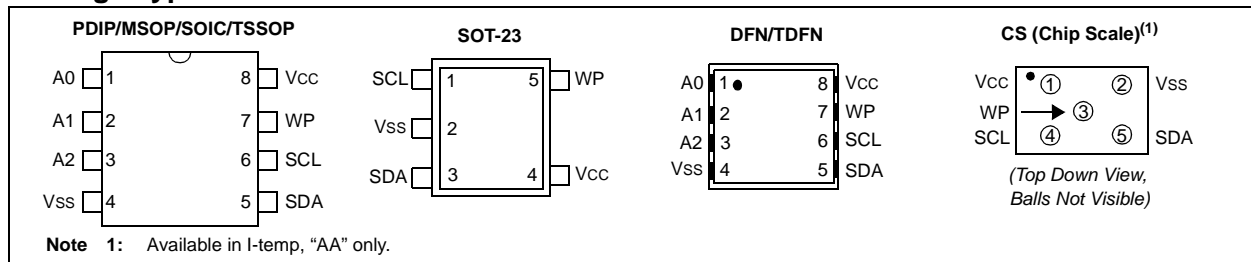 PDIP/MSOP/SOIC/TSSOP
A0 1 8 VCC
A1 2 7 WP
A2 3 6 SCL
VSS 4 5 SDA
SOT-23
SCL 1 5 WP
VSS 2
SDA 3 4 VCC
DFN/TDFN
A0 1 8 VCC
A1 2 7 WP
A2 3 6 SCL
VSS 4 5 SDA
CS (Chip Scale)(1)
VCC 1 2 VSS
WP 3
SCL 4 5 SDA
(Top Down View,
Balls Not Visible)
Note 1: Available in I-temp, “AA” only.